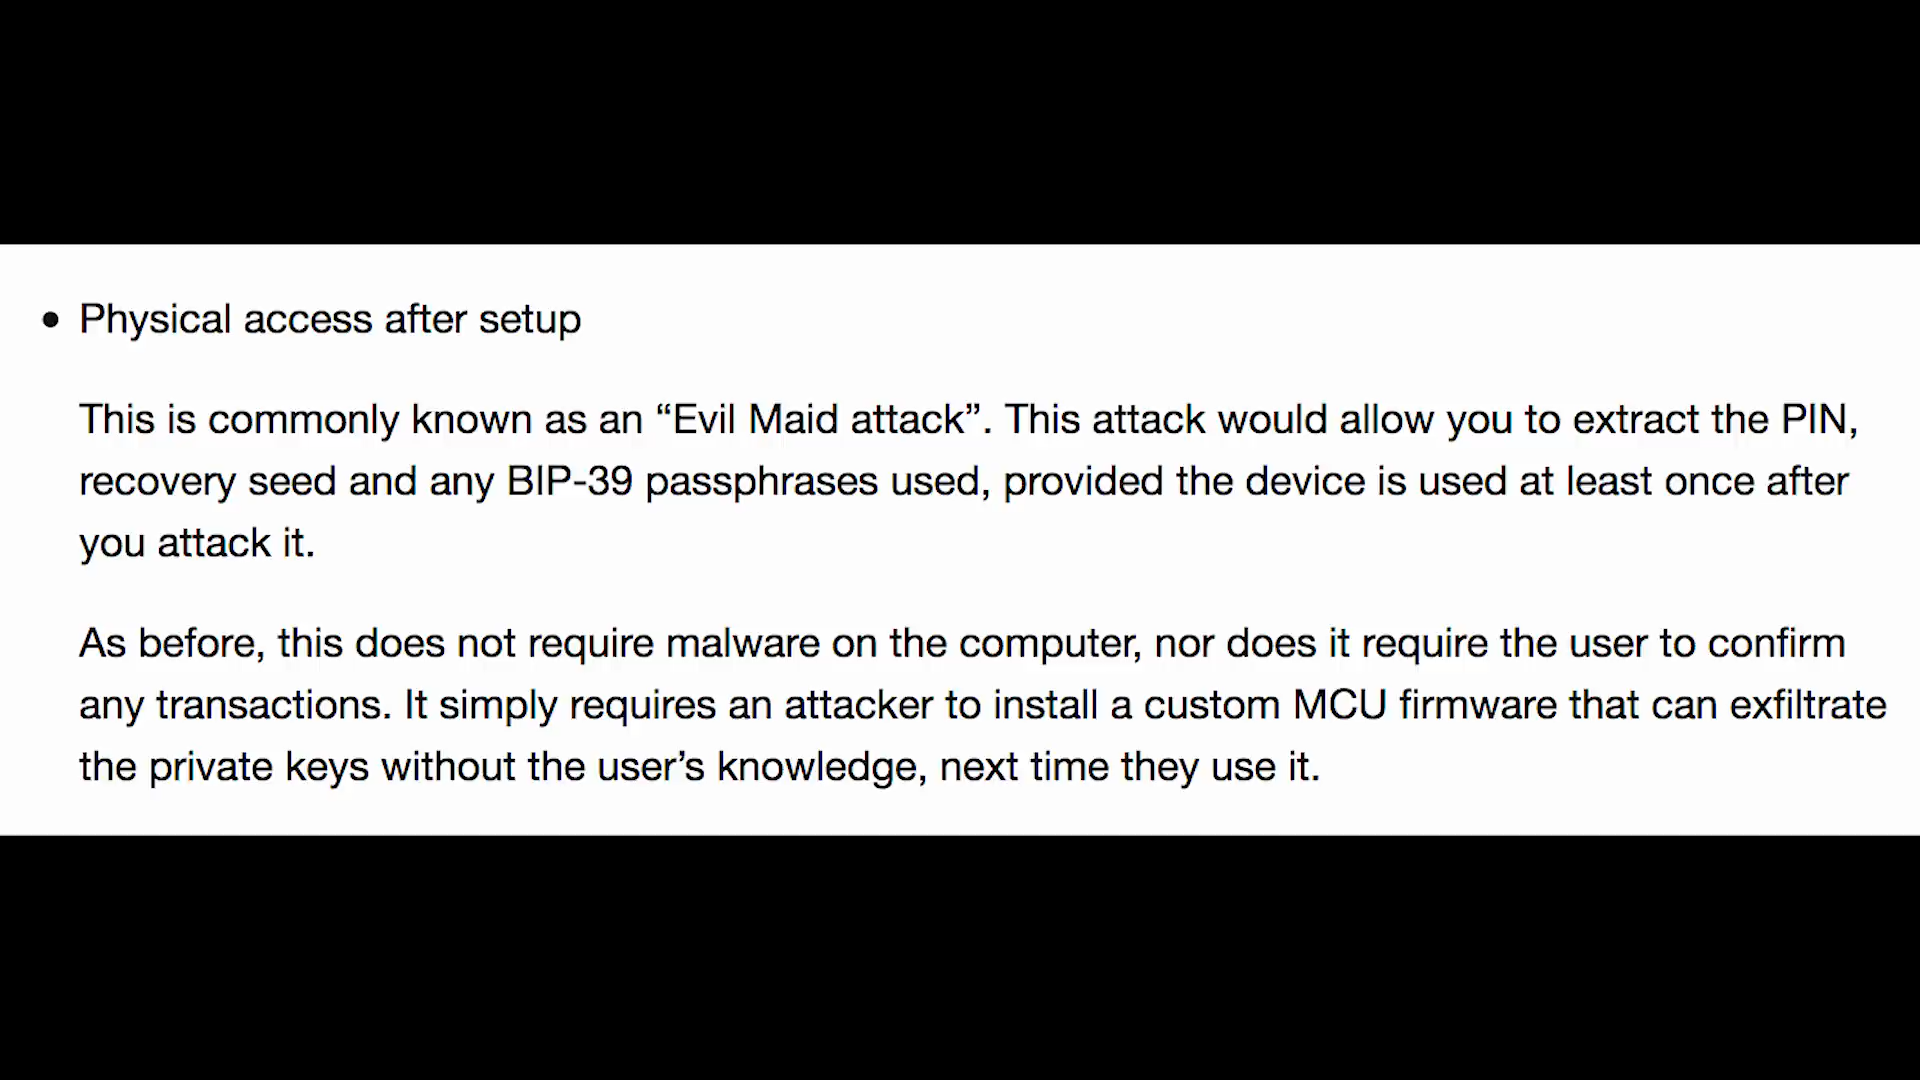 • Physical access after setup
This is commonly known as an “Evil Maid attack”. This attack would allow you to extract the PIN,
recovery seed and any BIP-39 passphrases used, provided the device is used at least once after
you attack it.
As before, this does not require malware on the computer, nor does it require the user to confirm
any transactions. It simply requires an attacker to install a custom MCU firmware that can exfiltrate
the private keys without the user’s knowledge, next time they use it.